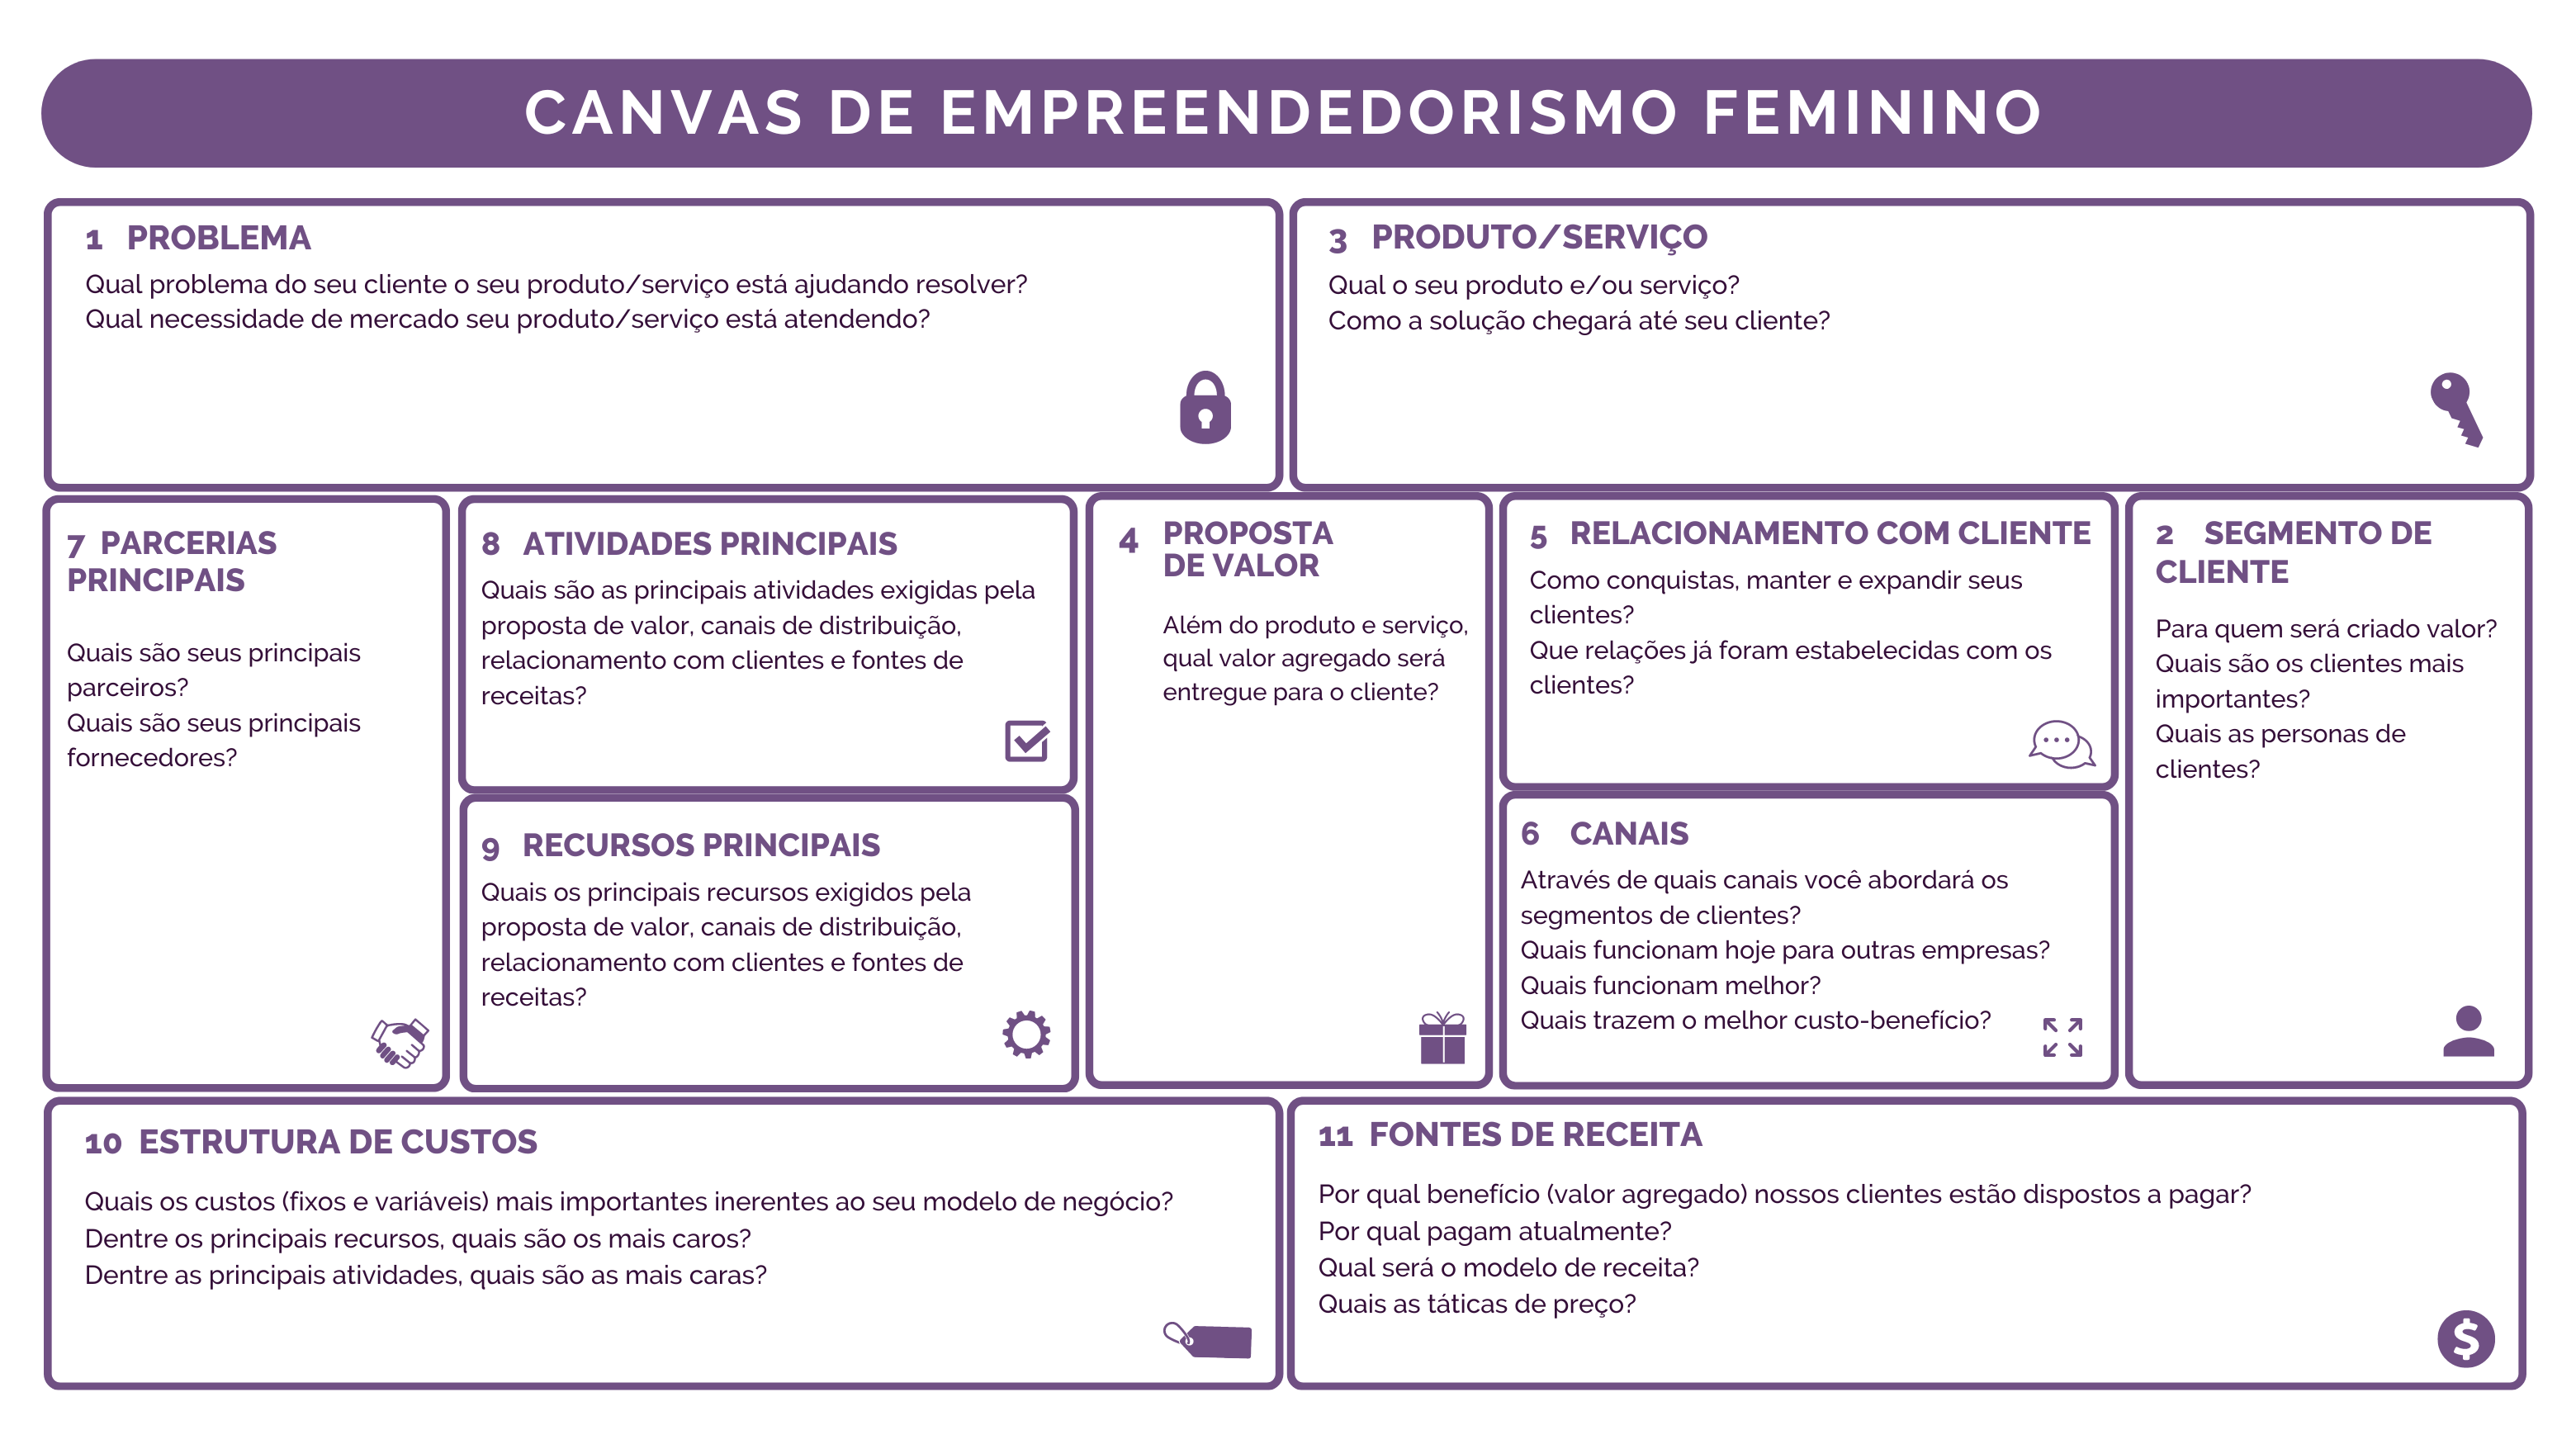 CANVAS DE EMPREENDEDORISMO FEMININO
1 PROBLEMA
Qual problema do seu cliente o seu produto/serviço está ajudando resolver?
Qual necessidade de mercado seu produto/serviço está atendendo?
3 PRODUTO/SERVIÇO
Qual o seu produto e/ou serviço?
Como a solução chegará até seu cliente?
7 PARCERIAS
PRINCIPAIS
Quais são seus principais
parceiros?
Quais são seus principais
fornecedores?
8 ATIVIDADES PRINCIPAIS
Quais são as principais atividades exigidas pela
proposta de valor, canais de distribuição,
relacionamento com clientes e fontes de
receitas?
9 RECURSOS PRINCIPAIS
Quais os principais recursos exigidos pela
proposta de valor, canais de distribuição,
relacionamento com clientes e fontes de
receitas?
4 PROPOSTA
DE VALOR
Além do produto e serviço,
qual valor agregado será
entregue para o cliente?
5 RELACIONAMENTO COM CLIENTE
Como conquistas, manter e expandir seus
clientes?
Que relações já foram estabelecidas com os
clientes?
6 CANAIS
Através de quais canais você abordará os
segmentos de clientes?
Quais funcionam hoje para outras empresas?
Quais funcionam melhor?
Quais trazem o melhor custo-benefício?
2 SEGMENTO DE
CLIENTE
Para quem será criado valor?
Quais são os clientes mais
importantes?
Quais as personas de
clientes?
10 ESTRUTURA DE CUSTOS
Quais os custos (fixos e variáveis) mais importantes inerentes ao seu modelo de negócio?
Dentre os principais recursos, quais são os mais caros?
Dentre as principais atividades, quais são as mais caras?
11 FONTES DE RECEITA
Por qual benefício (valor agregado) nossos clientes estão dispostos a pagar?
Por qual pagam atualmente?
Qual será o modelo de receita?
Quais as táticas de preço?
$